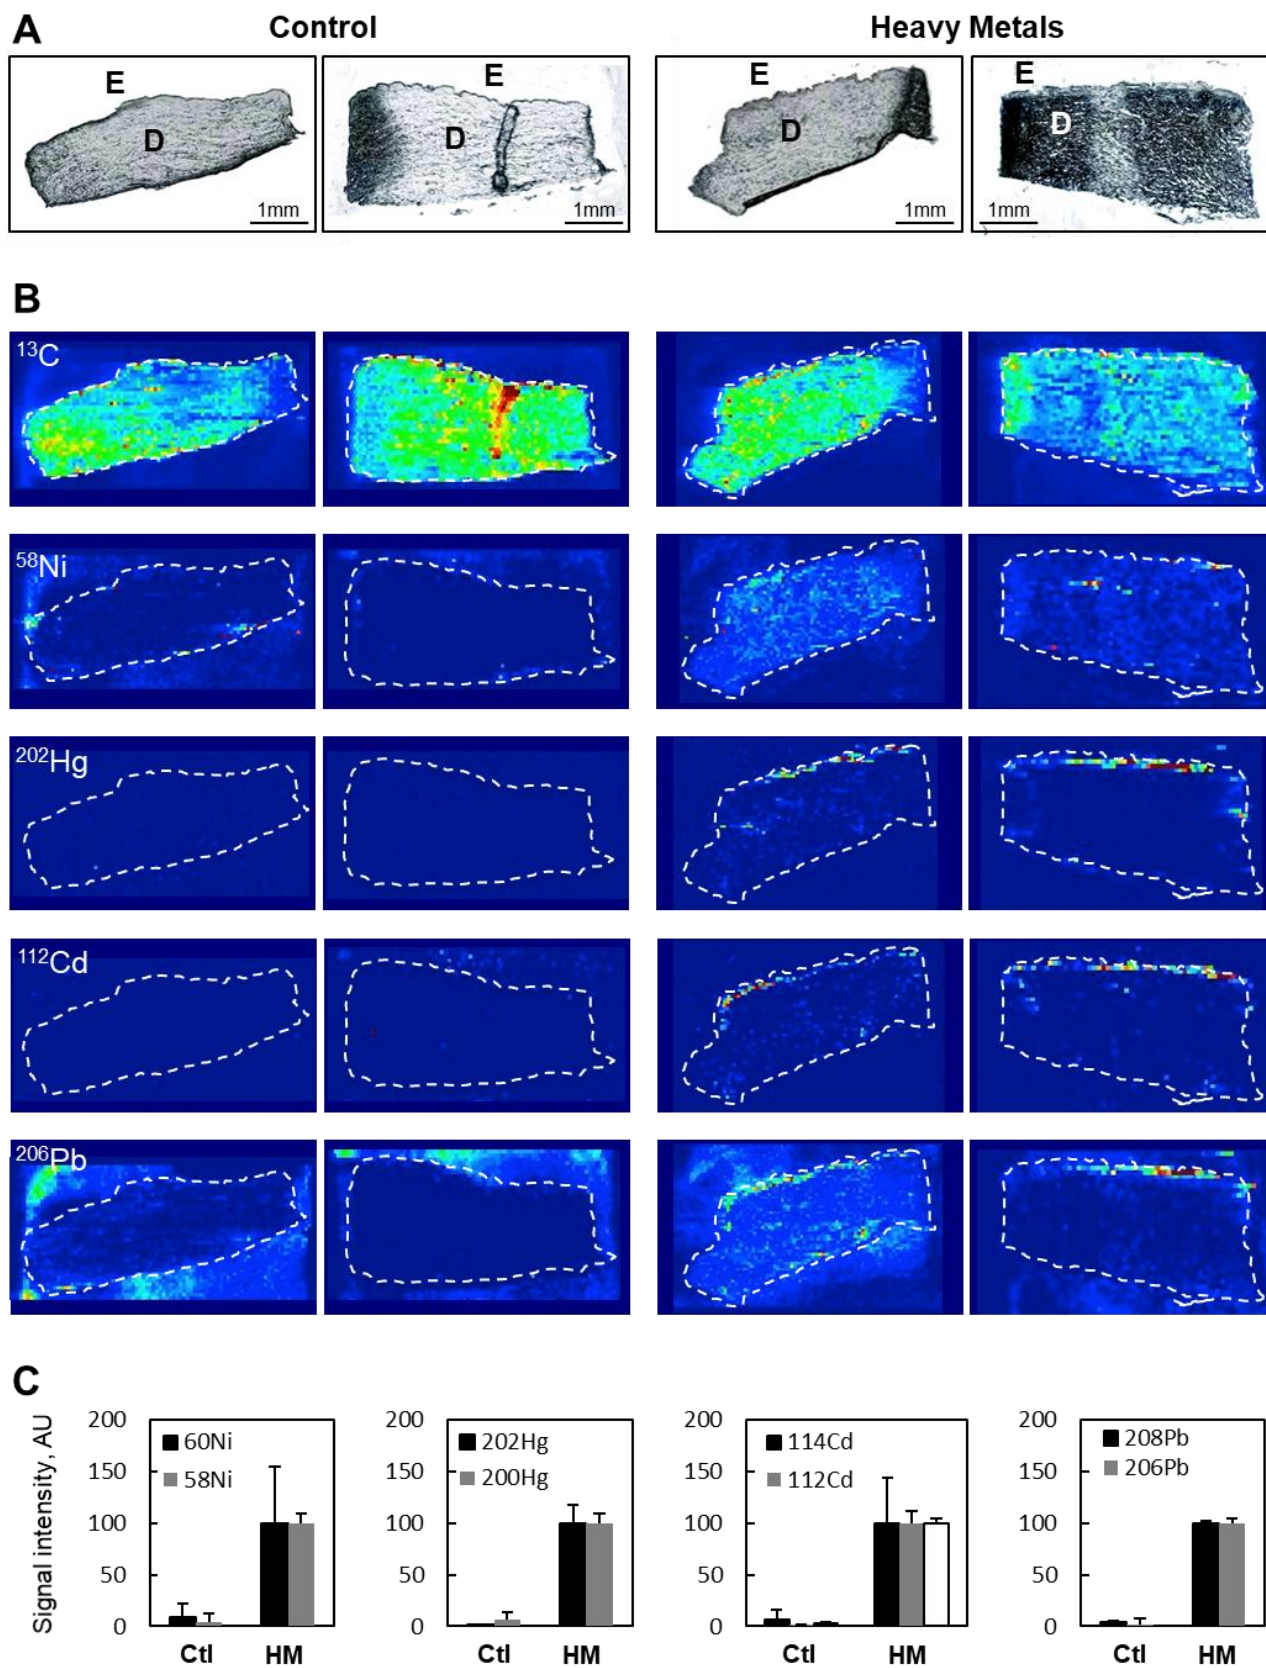 A
Control
Heavy Metals
E
D
1mm
E
D
1mm
E
D
1mm
E
D
1mm
B
13C
58Ni
202Hg
112Cd
206Pb
C
Signal intensity, AU
200
150
100
50
0
60Ni
58Ni
Ctl HM
200
150
100
50
0
202Hg
200Hg
Ctl HM
200
150
100
50
0
114Cd
112Cd
Ctl HM
200
150
100
50
0
208Pb
206Pb
Ctl HM